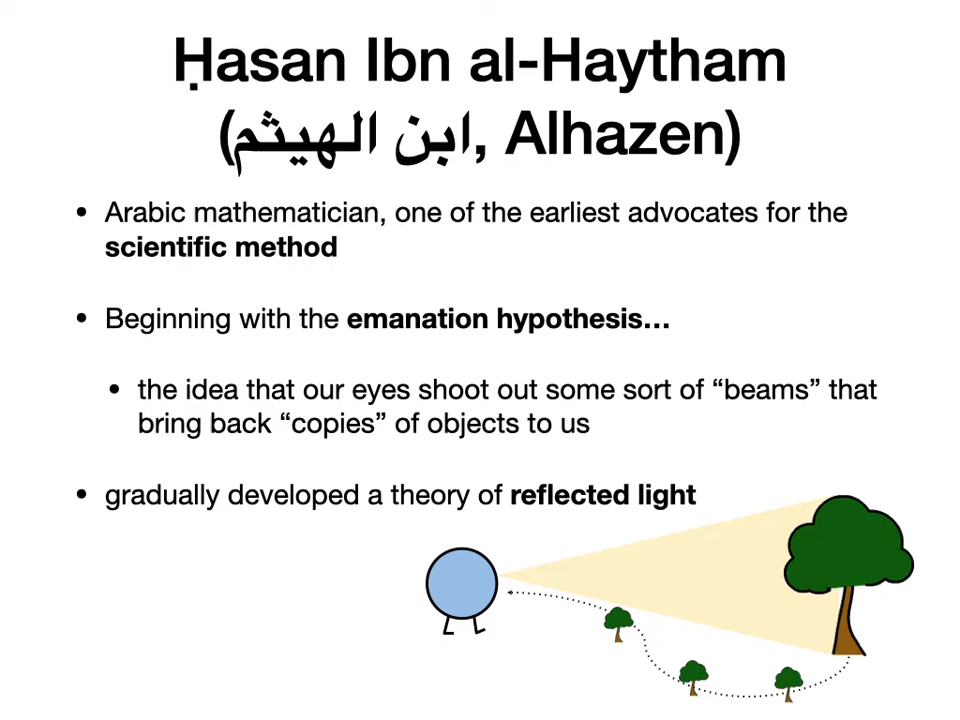 Ḥasan Ibn al-Haytham
(ابن الهيثم, Alhazen)
• Arabic mathematician, one of the earliest advocates for the
scientific method
• Beginning with the emanation hypothesis…
• the idea that our eyes shoot out some sort of “beams” that
bring back “copies” of objects to us
• gradually developed a theory of reflected light